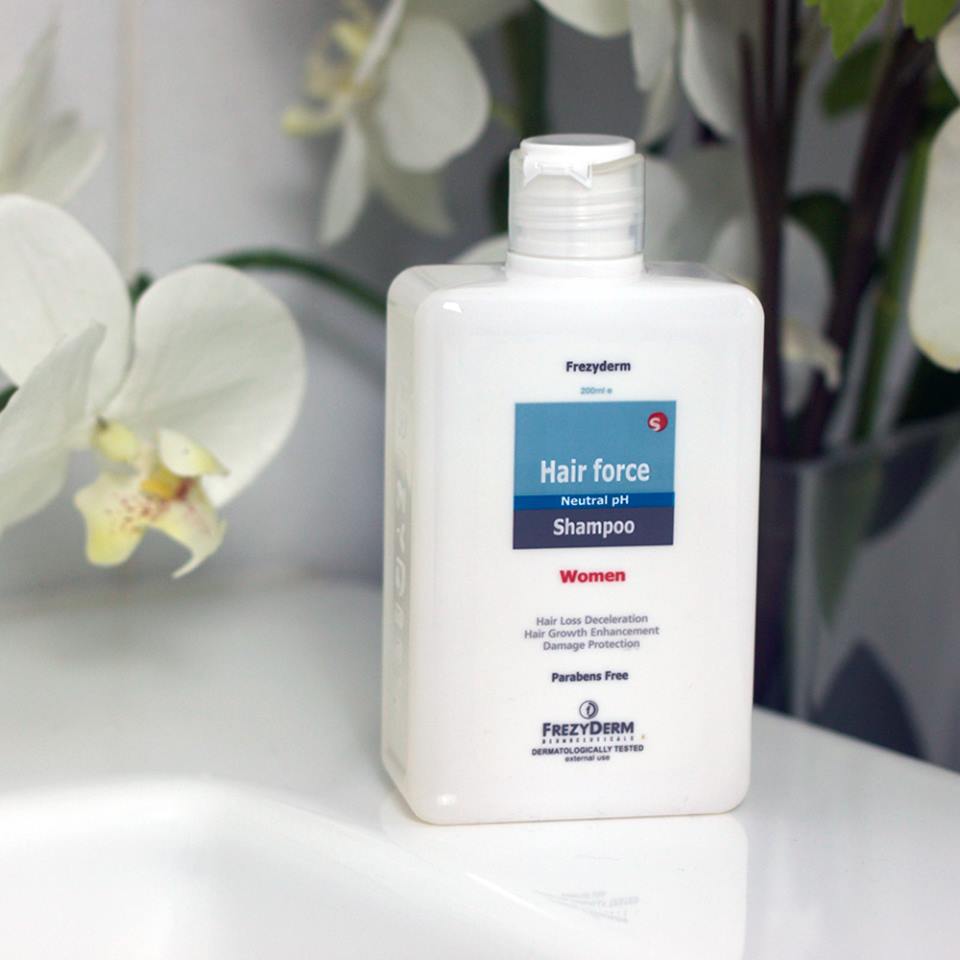 Frezyderm
200ml e
S
Hair force
Neutral pH
Shampoo
Women
Hair Loss Deceleration
Hair Growth Enhancement
Damage Protection
Parabens Free
FREZYDERM
DERMOCEUTICALS
DERMATOLOGICALLY TESTED
external use